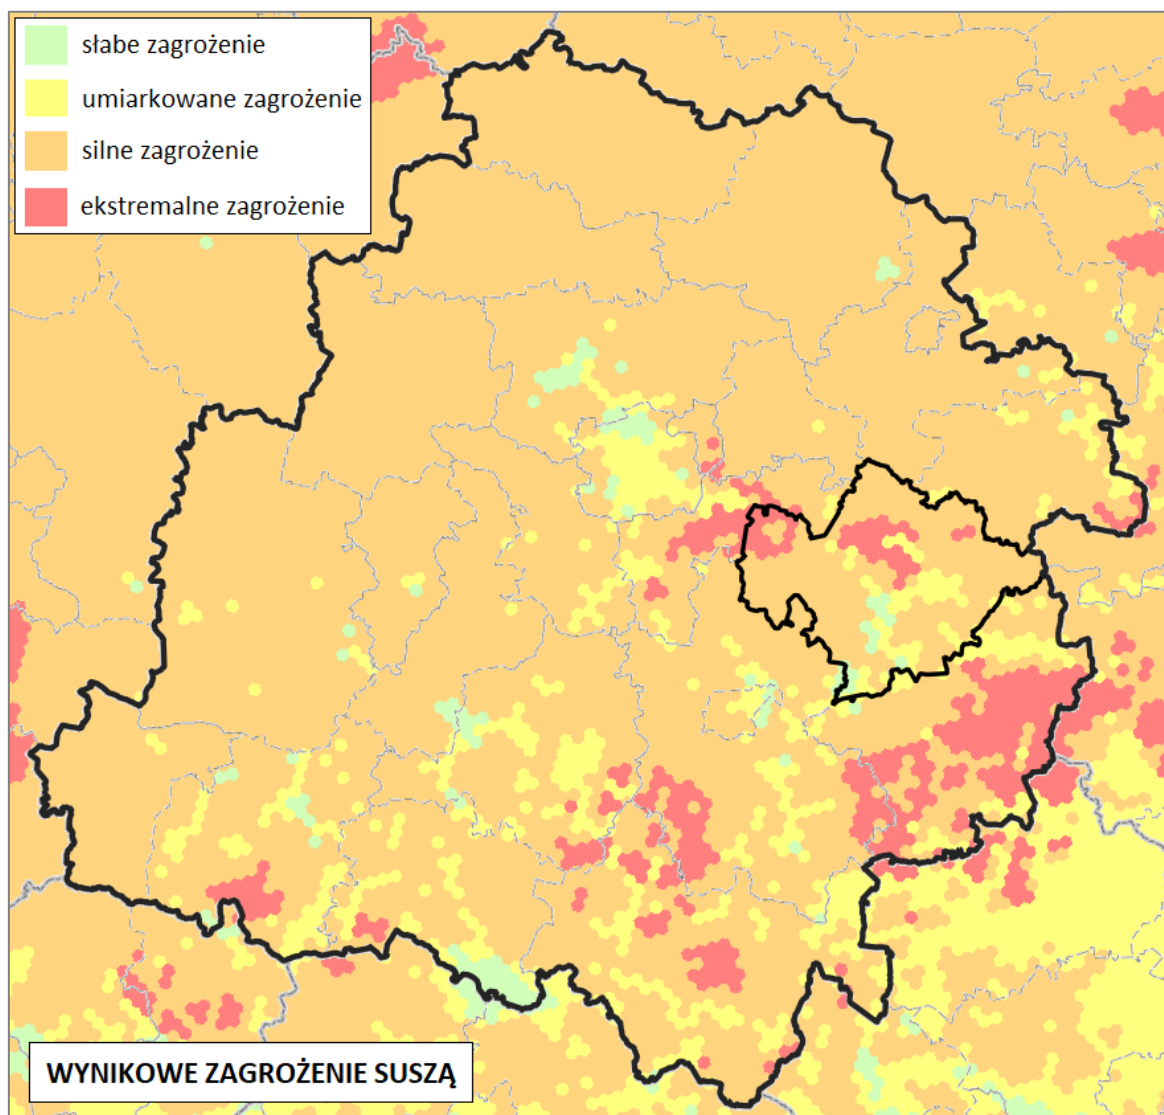 słabe zagrożenie
umiarkowane zagrożenie
silne zagrożenie
ekstremalne zagrożenie
WYNIKOWE ZAGROŻENIE SUSZĄ